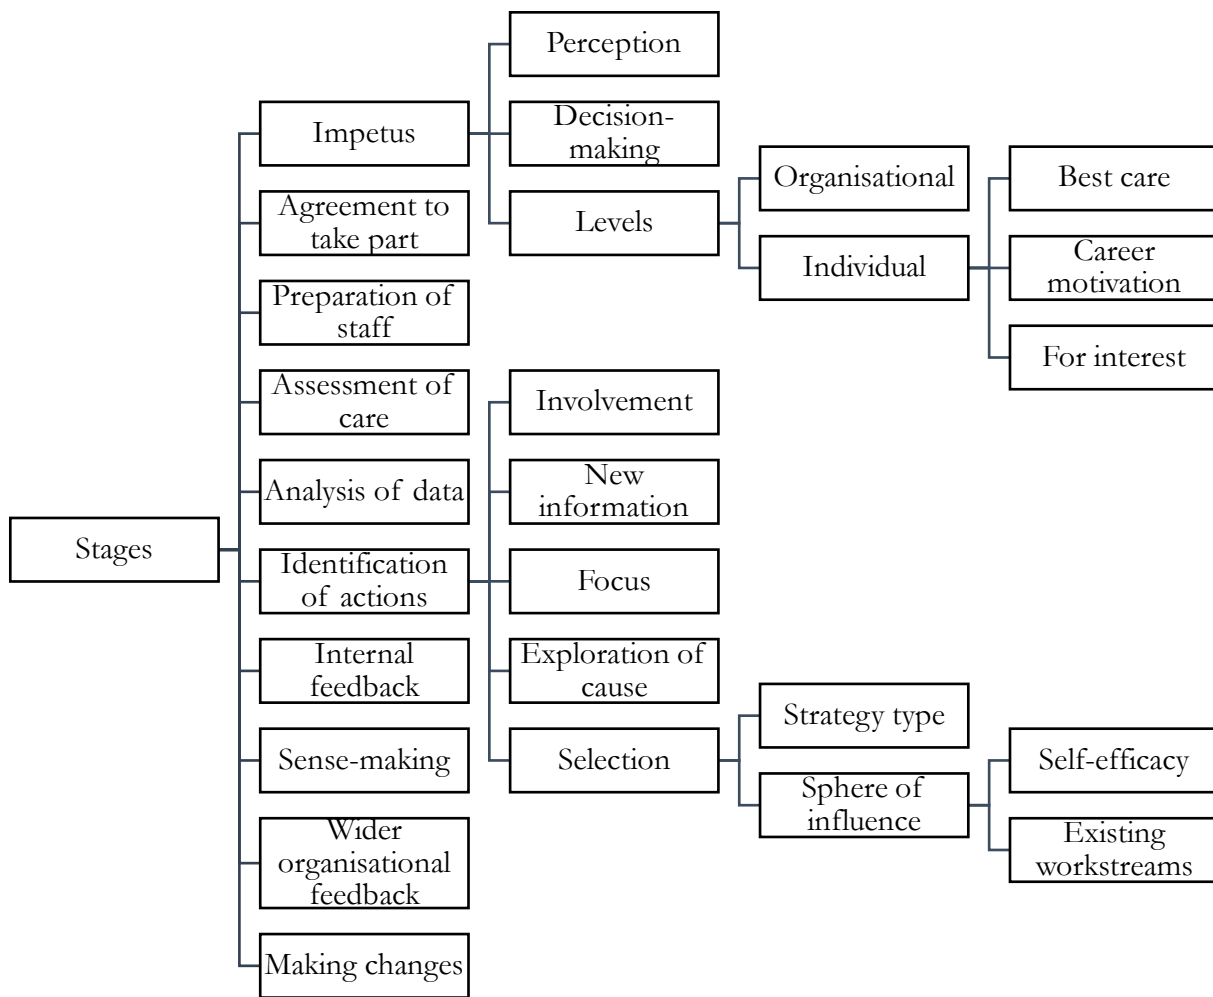 Stages
Impetus
Agreement to
take part
Preparation of
staff
Assessment of
care
Analysis of data
Identification
of actions
Internal
feedback
Sense-making
Wider
organisational
feedback
Making changes
Perception
Decision-
making
Levels
Involvement
New
information
Focus
Exploration of
cause
Selection
Organisational
Individual
Strategy type
Sphere of
influence
Best care
Career
motivation
For interest
Self-efficacy
Existing
workstreams